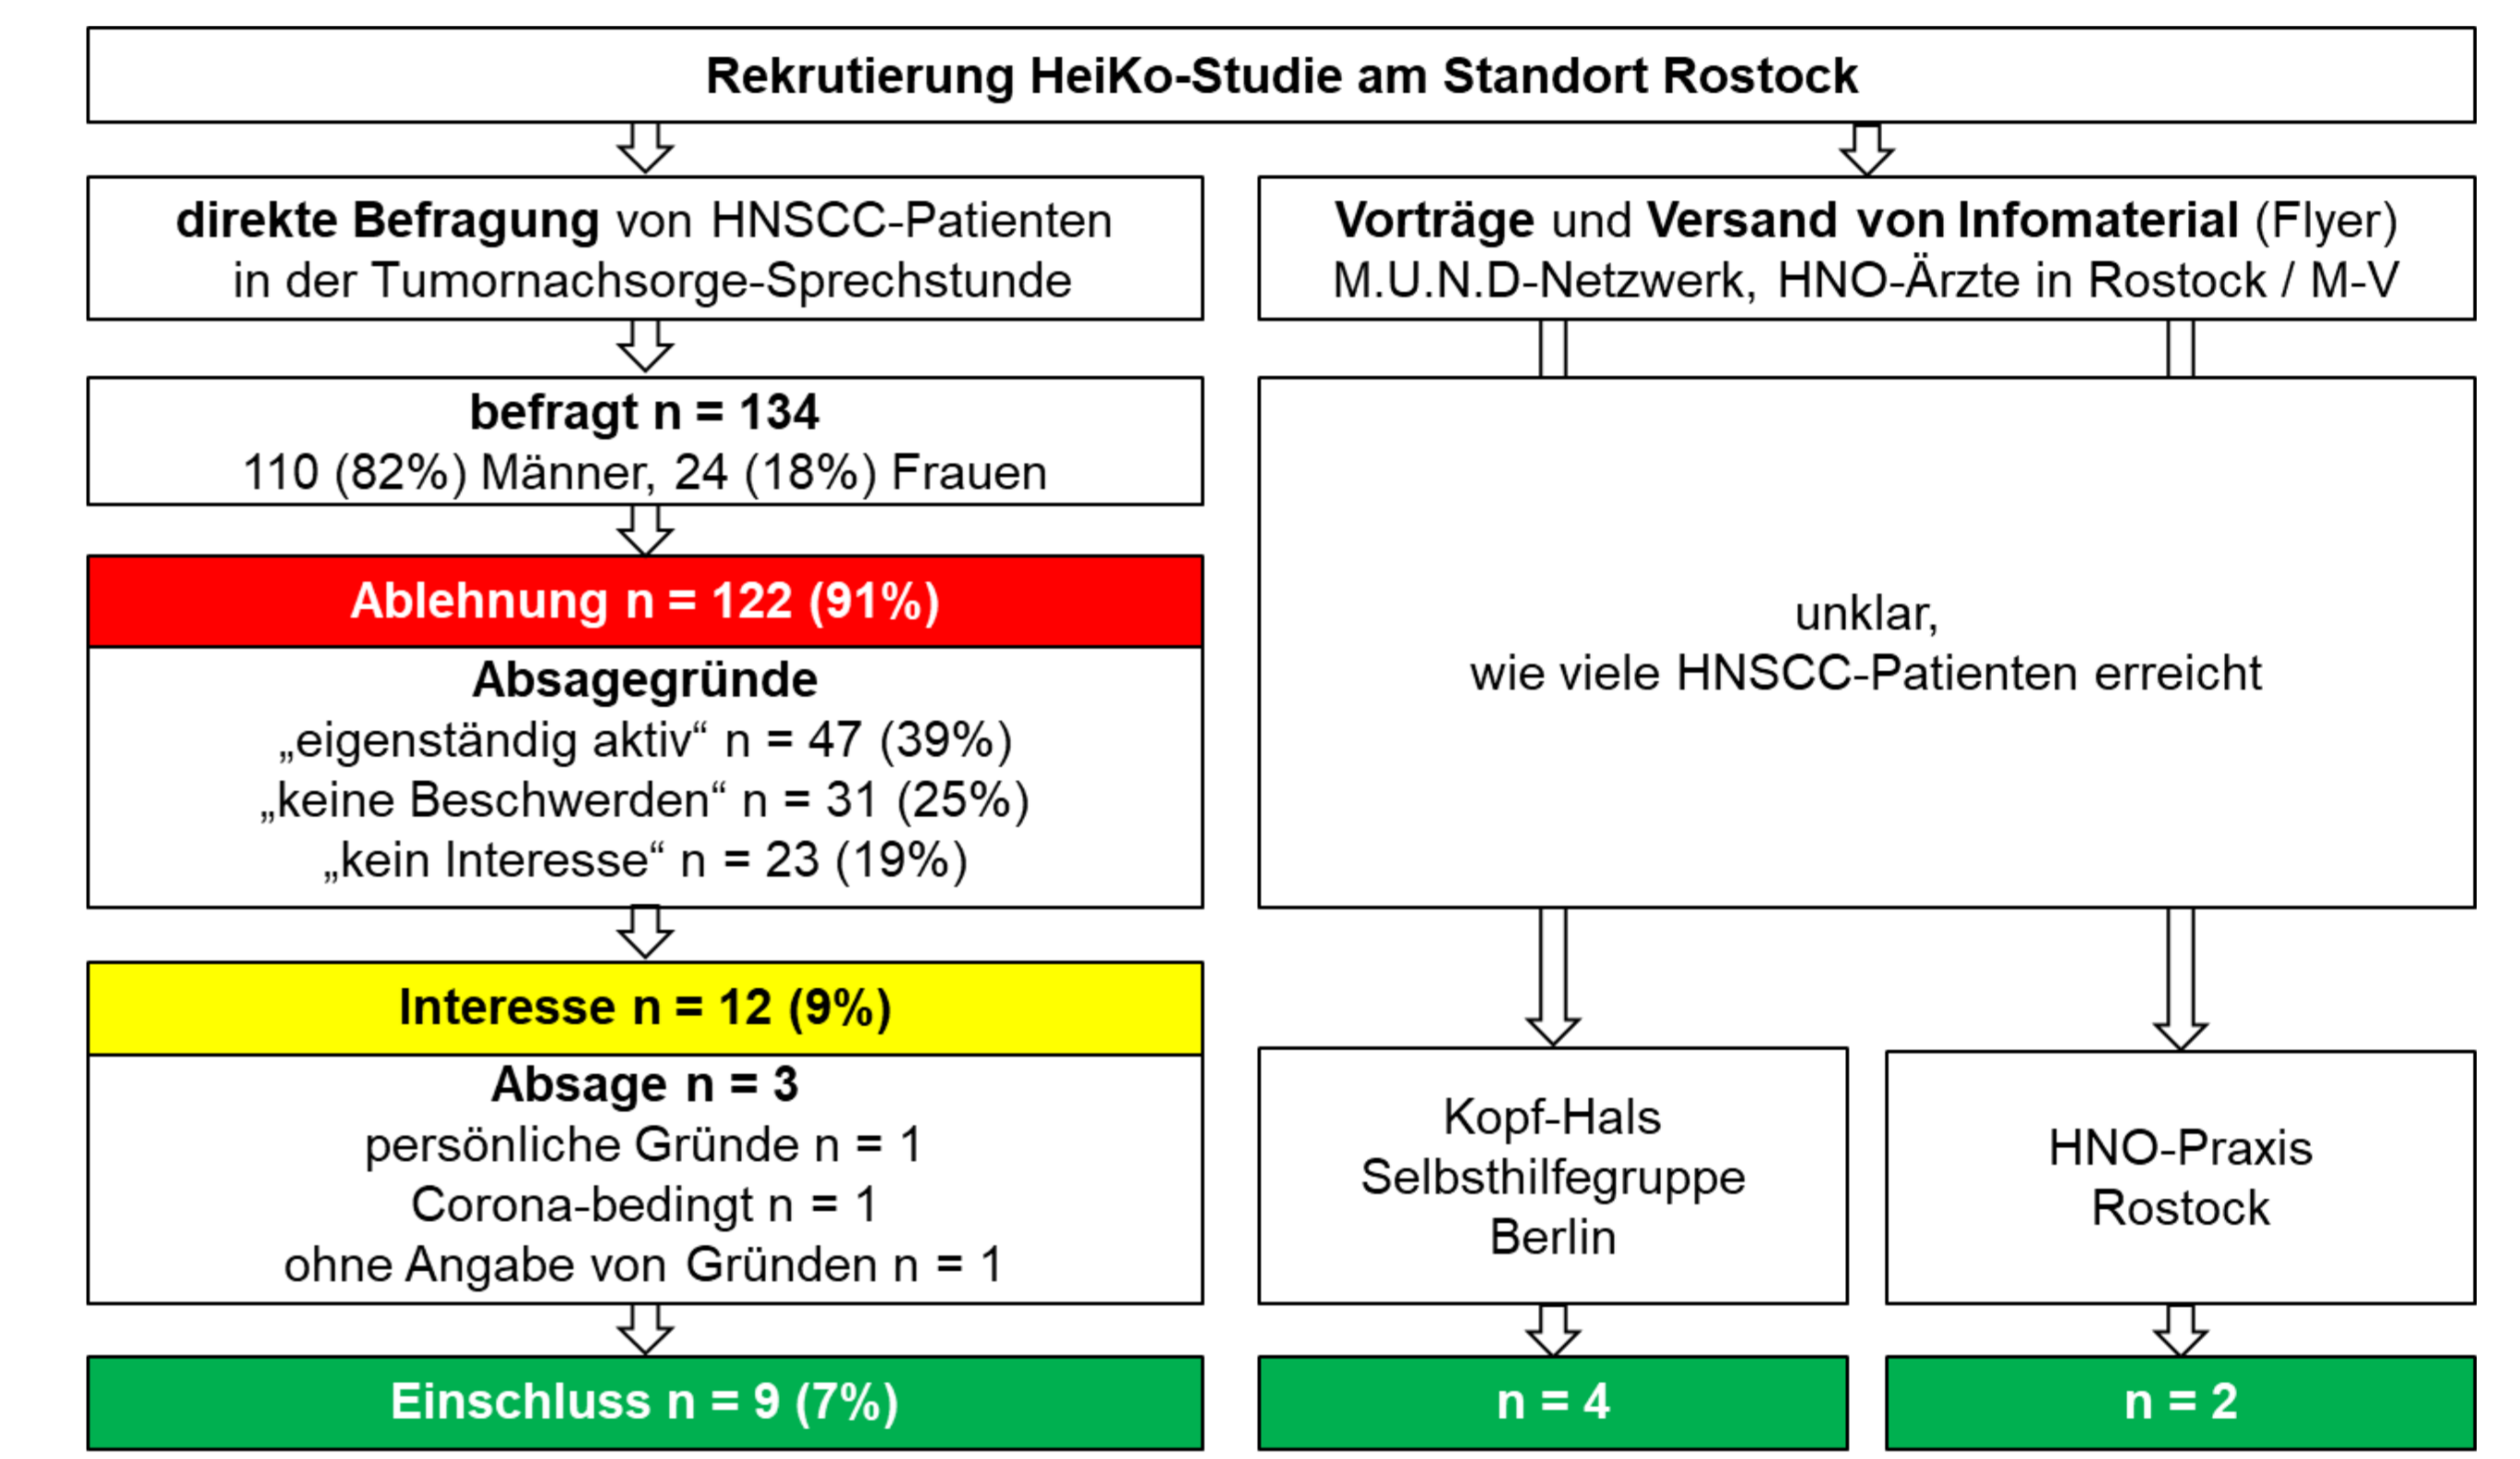 Rekrutierung HeiKo-Studie am Standort Rostock
direkte Befragung von HNSCC-Patienten
in der Tumornachsorge-Sprechstunde
befragt n = 134
110 (82%) Männer, 24 (18%) Frauen
Ablehnung n = 122 (91%)
Absagegründe
„eigenständig aktiv“ n = 47 (39%)
„keine Beschwerden“ n = 31 (25%)
„kein Interesse“ n = 23 (19%)
Interesse n = 12 (9%)
Absage n = 3
persönliche Gründe n = 1
Corona-bedingt n = 1
ohne Angabe von Gründen n = 1
Einschluss n = 9 (7%)
Vorträge und Versand von Infomaterial (Flyer)
M.U.N.D-Netzwerk, HNO-Ärzte in Rostock / M-V
unklar,
wie viele HNSCC-Patienten erreicht
Kopf-Hals
Selbsthilfegruppe
Berlin
n = 4
HNO-Praxis
Rostock
n = 2